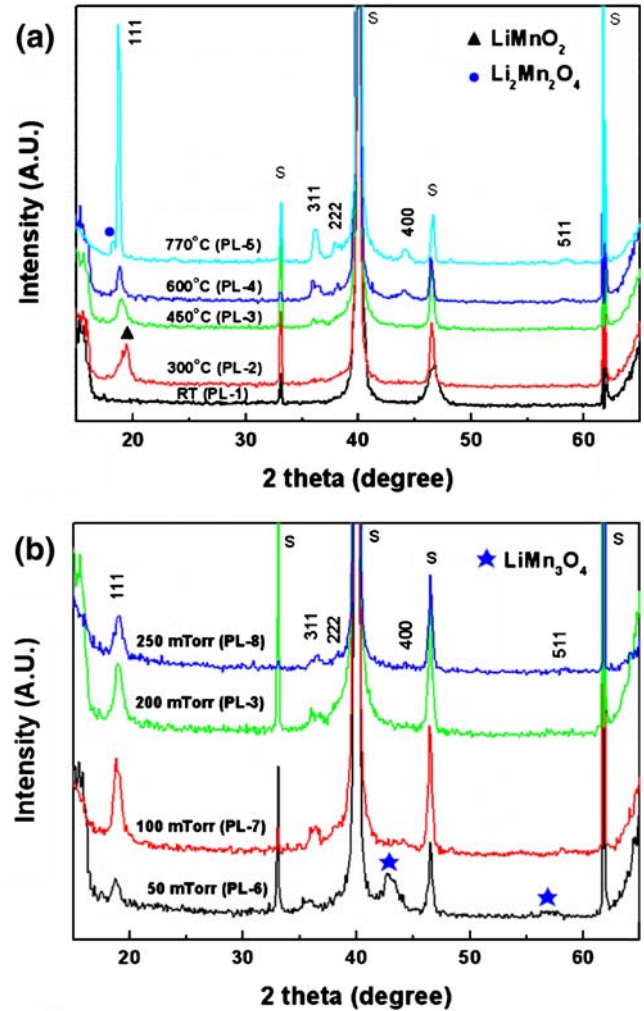 (a)
111
S
▲ LiMnO₂
● Li₂Mn₂O₄
S
311
222
400
S
511
770°C (PL-5)
600°C (PL-4)
450°C (PL-3)
300°C (PL-2)
RT (PL-1)
Intensity (A.U.)
20 30 40 50 60
2 theta (degree)
(b)
S
S
S
S
★ LiMn₃O₄
111
311
222
400
511
250 mTorr (PL-8)
200 mTorr (PL-3)
100 mTorr (PL-7)
50 mTorr (PL-6)
Intensity (A.U.)
20 30 40 50 60
2 theta (degree)